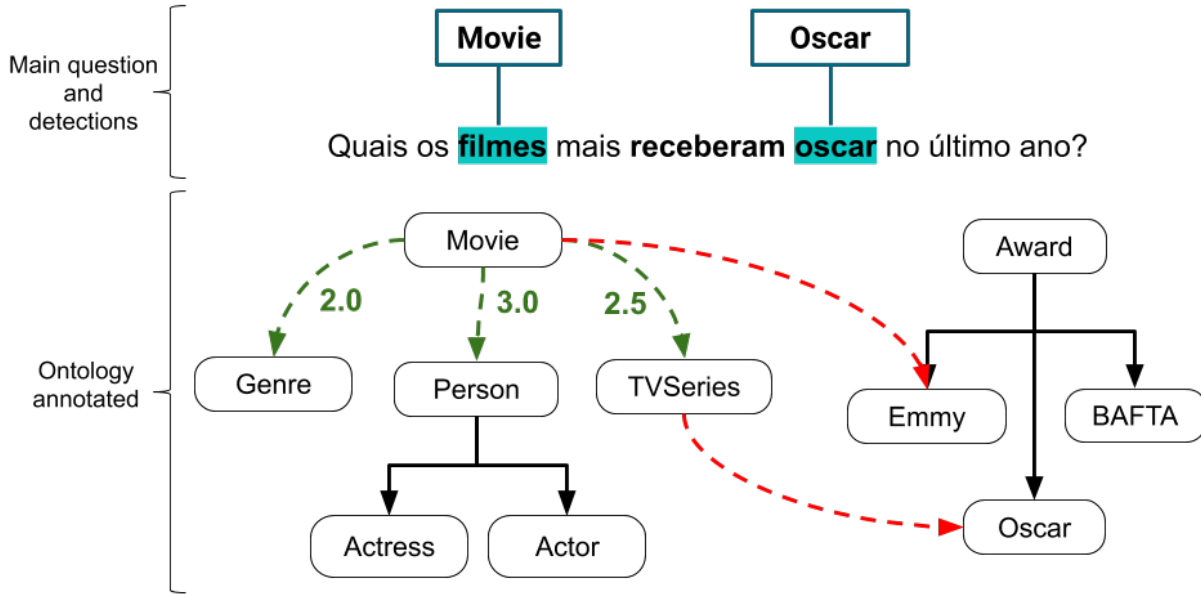 Movie
Oscar
Main question
and
detections
Quais os filmes mais receberam oscar no último ano?
Movie
Award
2.0
3.0
2.5
Genre
Person
TVSeries
Emmy
BAFTA
Ontology
annotated
Actress
Actor
Oscar